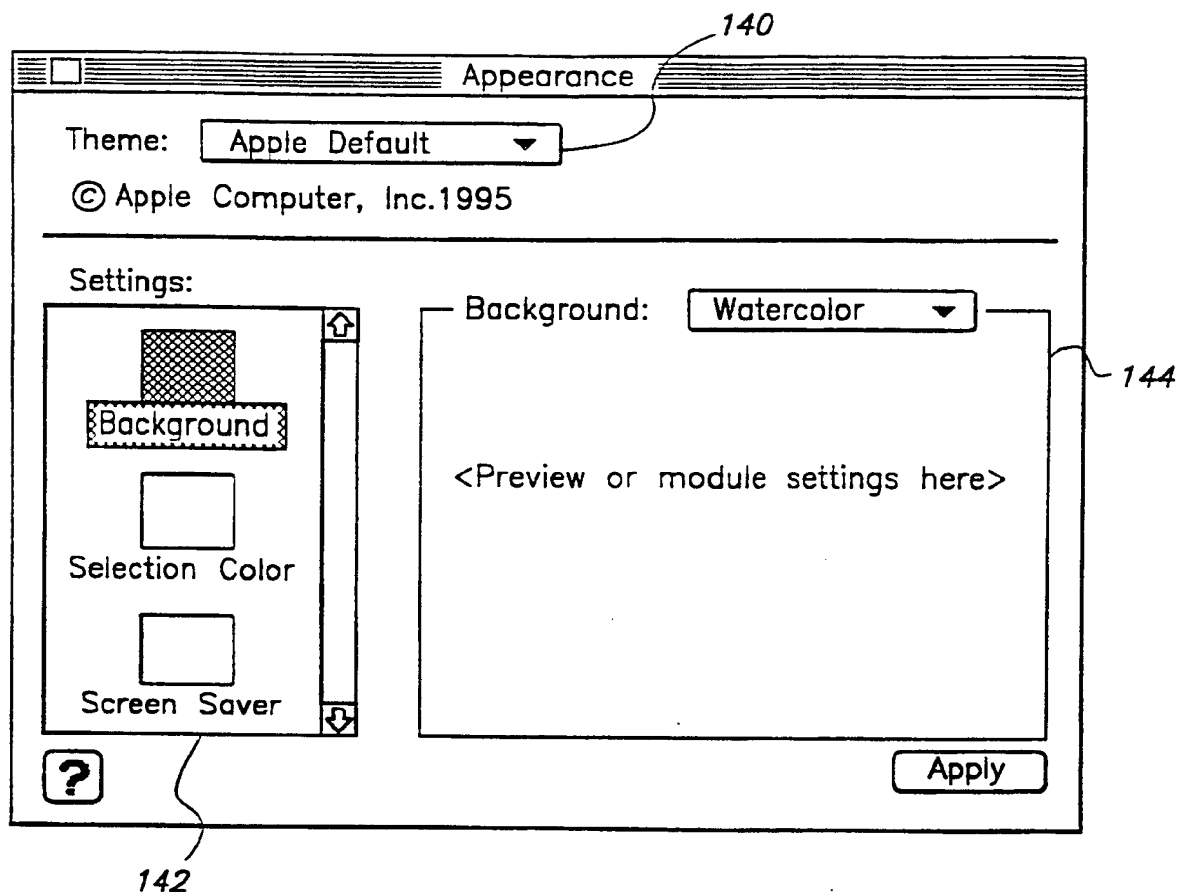 140
Appearance
Theme: Apple Default
© Apple Computer, Inc.1995
Settings:
Background
Selection Color
Screen Saver
Background: Watercolor
<Preview or module settings here>
144
?
Apply
142